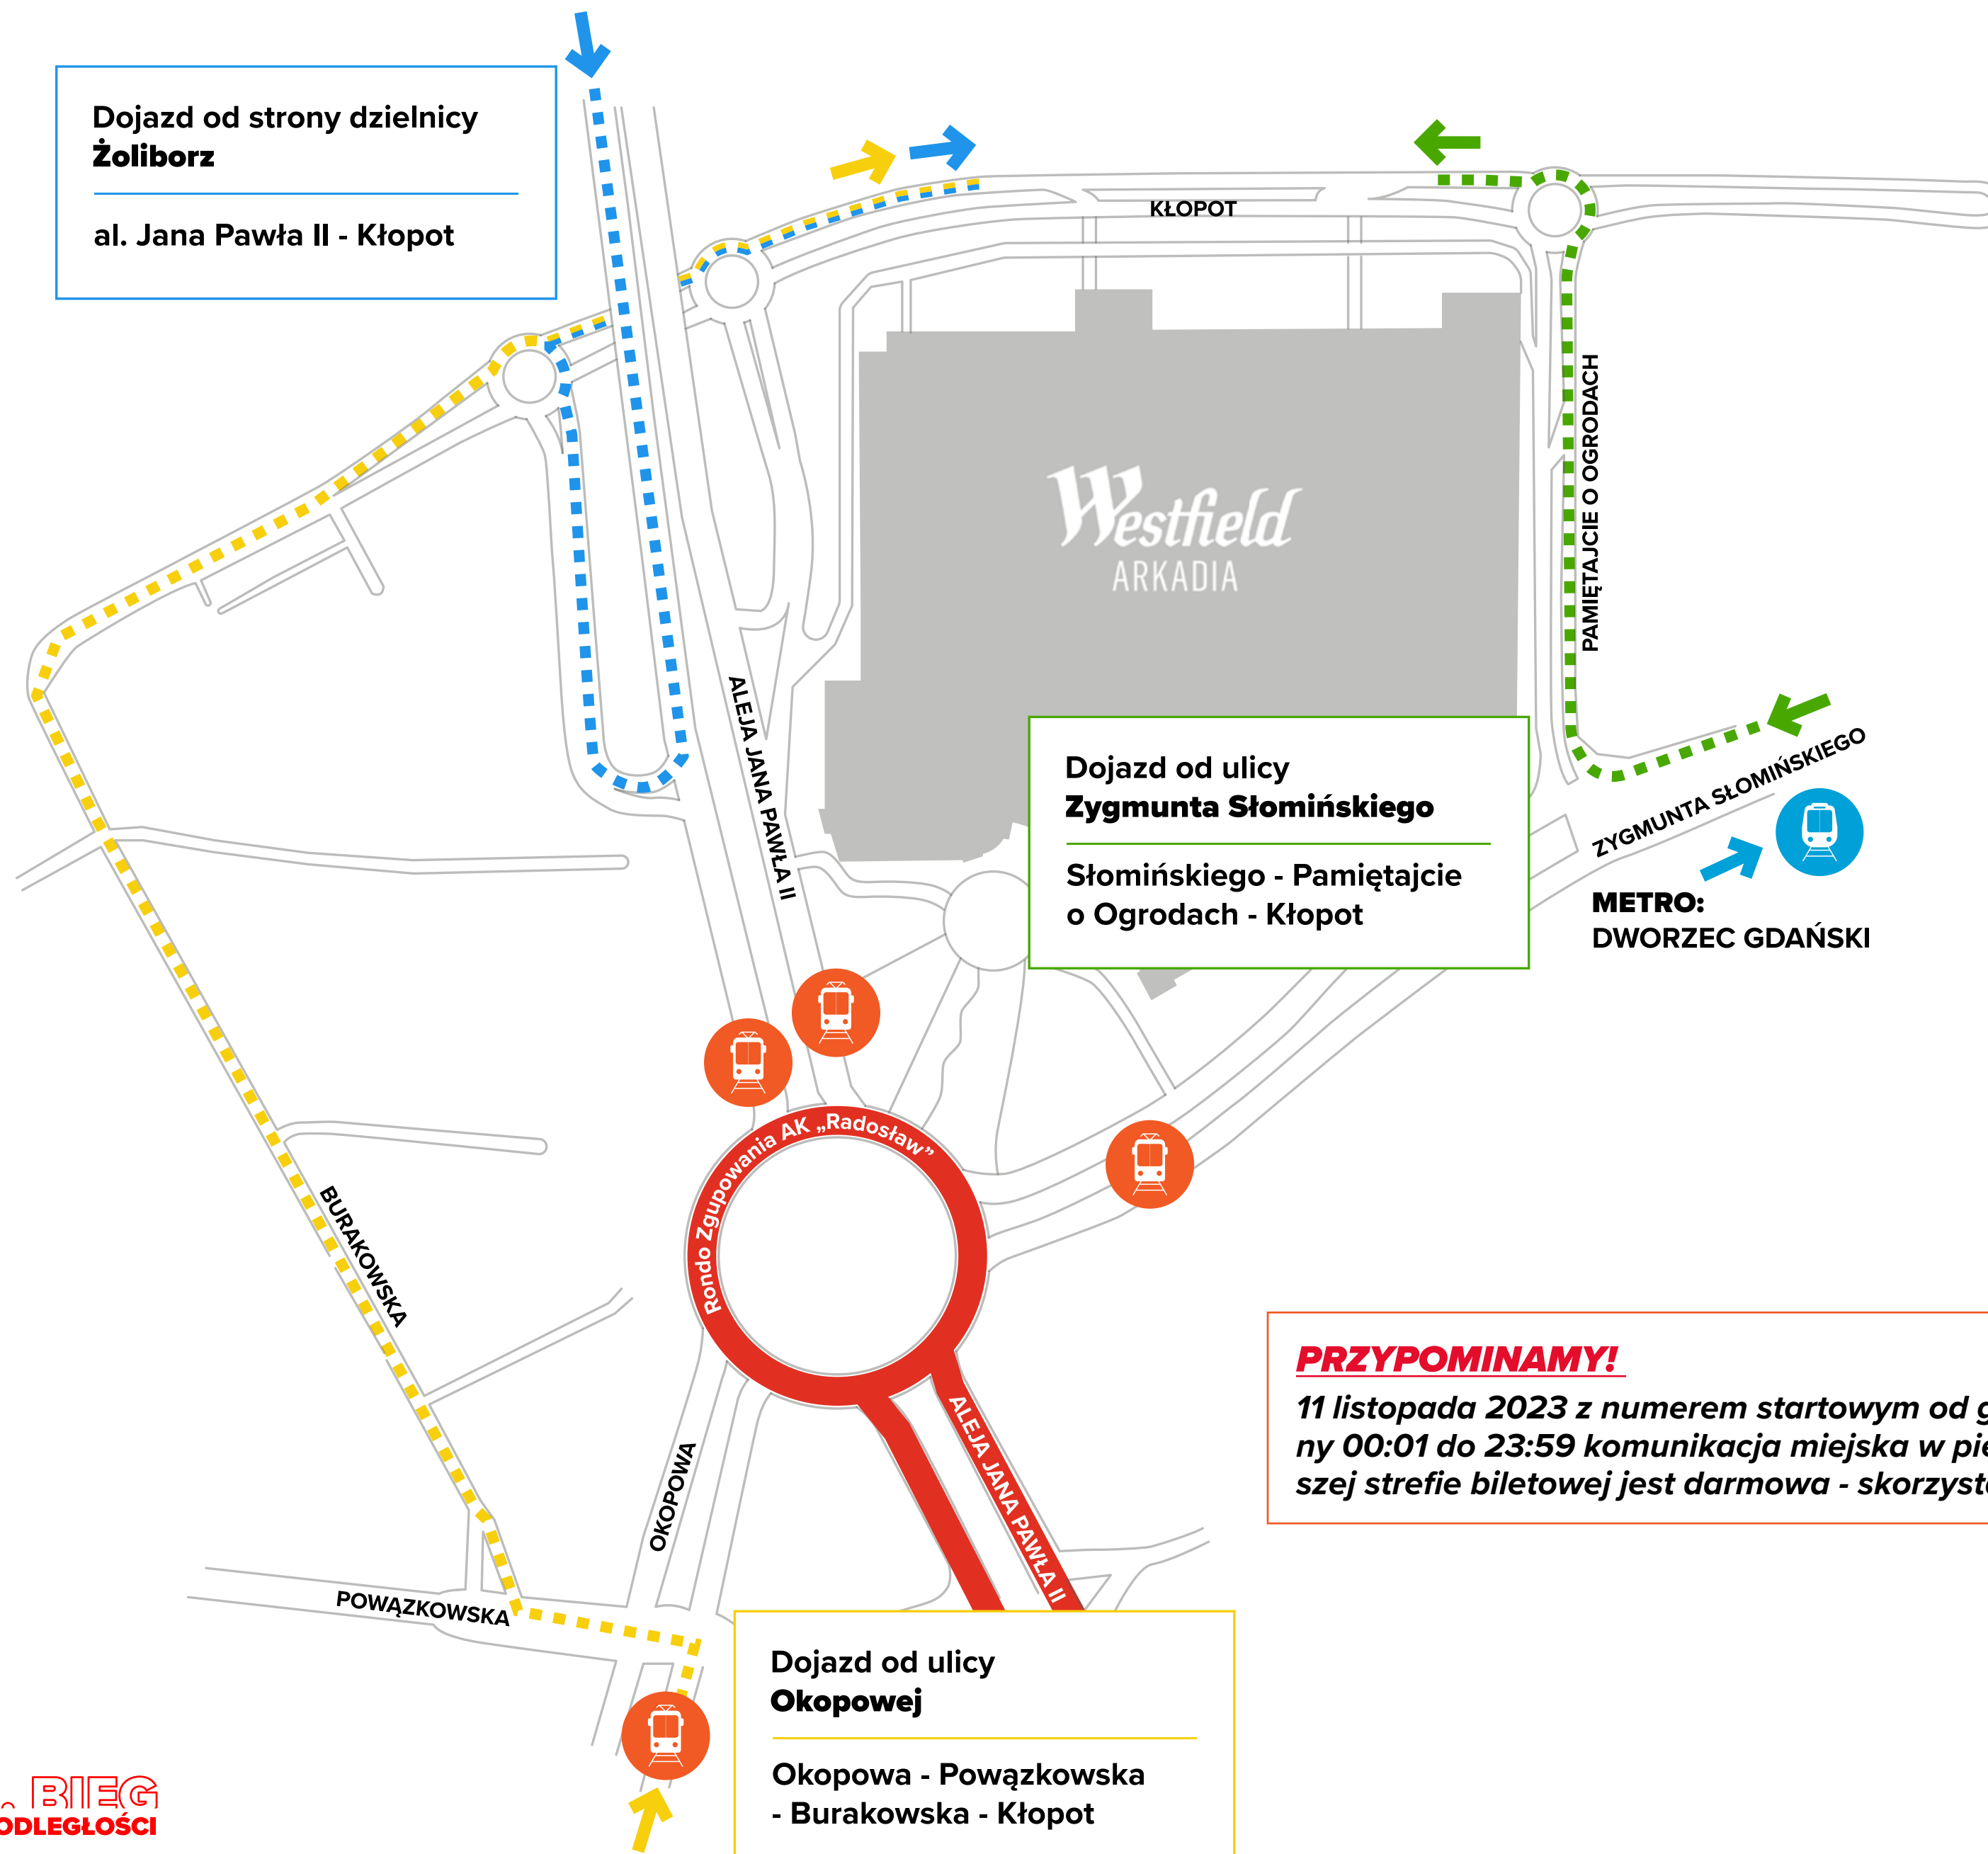 Dojazd od strony dzielnicy
Żoliborz
al. Jana Pawła II - Kłopot
KŁOPOT
PAMIĘTAJCIE O OGRODACH
Westfield
ARKADIA
ALEJA JANA PAWŁA II
Dojazd od ulicy
Zygmunta Słomińskiego
Słomińskiego - Pamiętajcie
o Ogrodach - Kłopot
ZYGMUNTA SŁOMIŃSKIEGO
METRO:
DWORZEC GDAŃSKI
Rondo Zgupowania AK „Radosław”
BURAKOWSKA
PRZYPOMINAMY!
11 listopada 2023 z numerem startowym od g
ny 00:01 do 23:59 komunikacja miejska w pie
szej strefie biletowej jest darmowa - skorzyst
ALEJA JANA PAWŁA II
OKOPOWA
POWĄZKOWSKA
Dojazd od ulicy
Okopowej
Okopowa - Powązkowska
- Burakowska - Kłopot
BIEG
ODLEGŁOŚCI